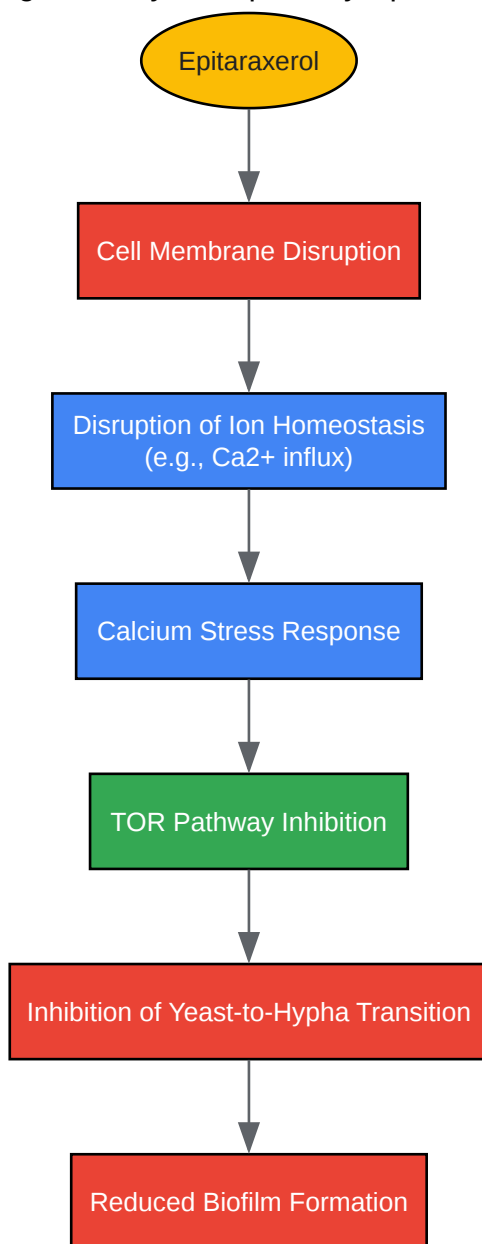 Epitaraxerol
Cell Membrane Disruption
Disruption of Ion Homeostasis
(e.g., Ca2+ influx)
Calcium Stress Response
TOR Pathway Inhibition
Inhibition of Yeast-to-Hypha Transition
Reduced Biofilm Formation